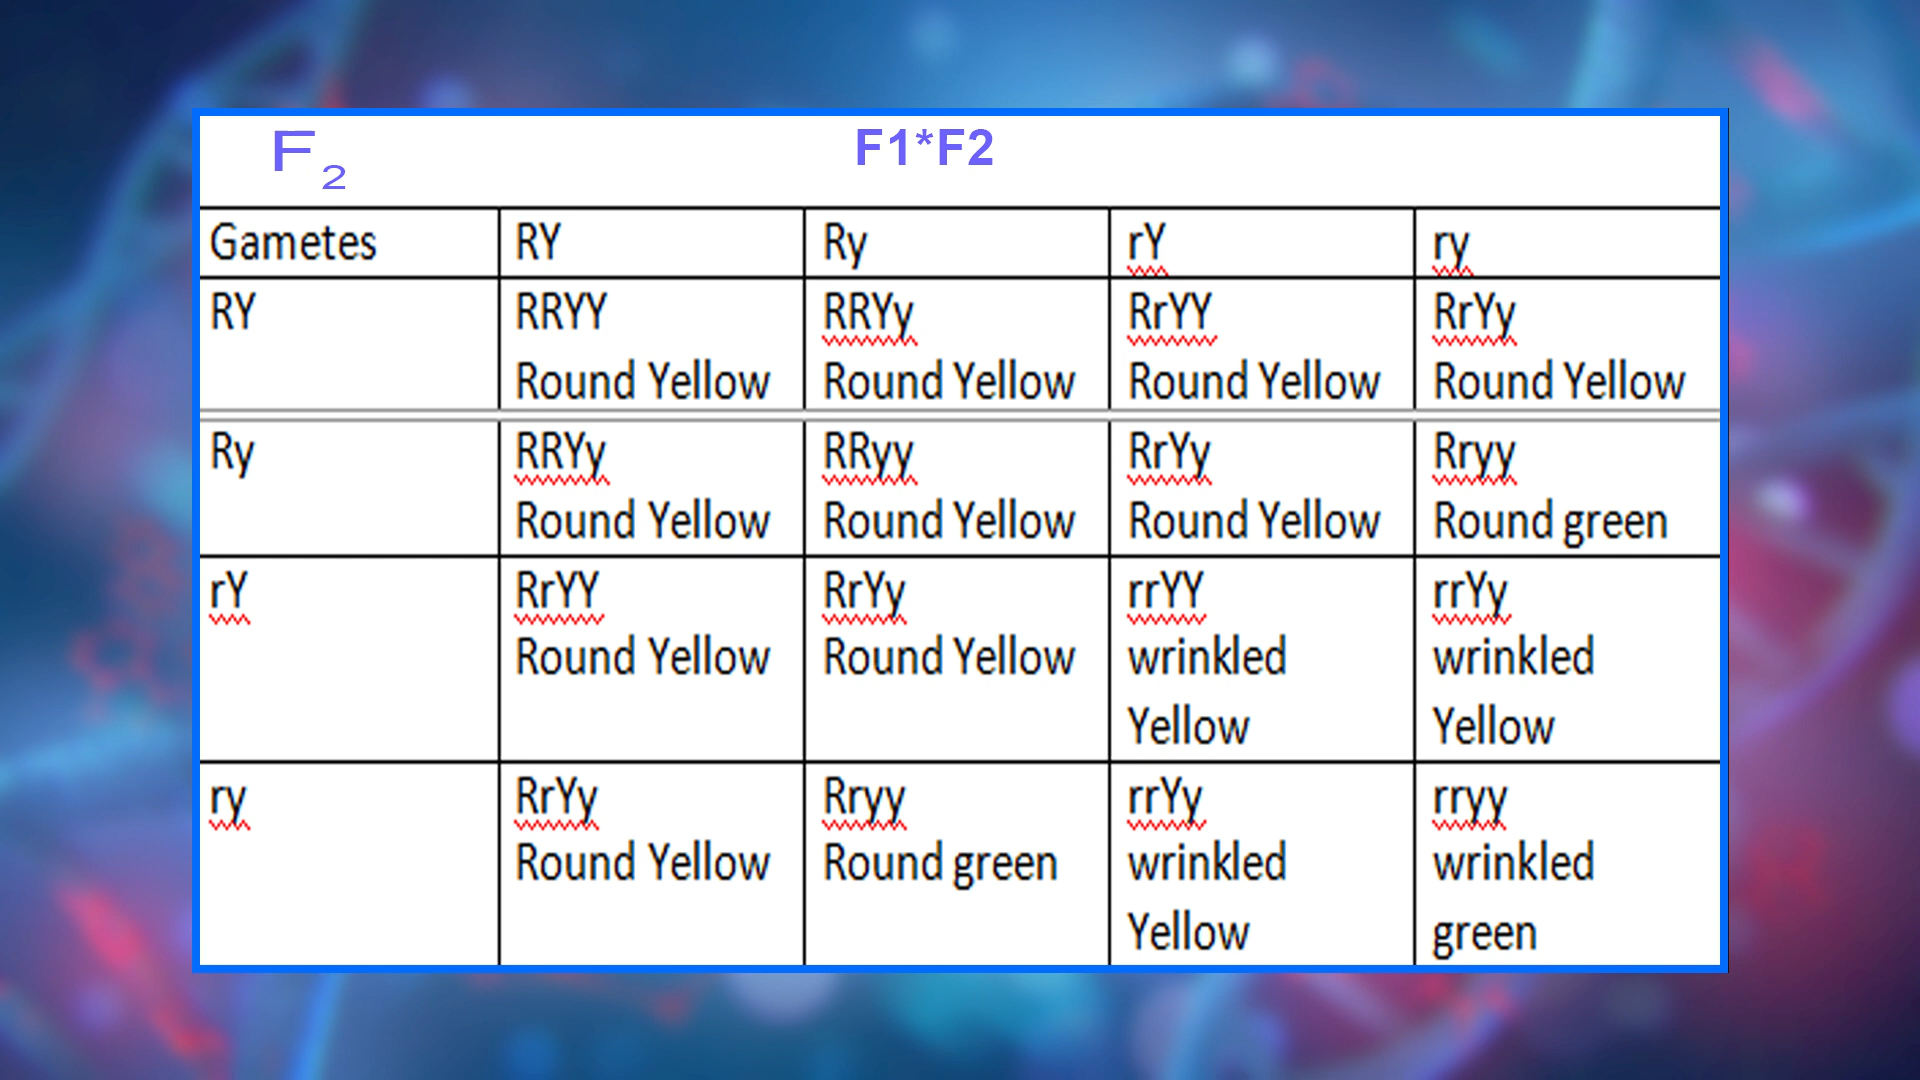 F2
F1*F2
Gametes RY Ry rY ry
RY RRYY RRYy RrYY RrYy
Round Yellow Round Yellow Round Yellow Round Yellow
Ry RRYy RRyy RrYy Rryy
Round Yellow Round Yellow Round Yellow Round green
rY RrYY RrYy rrYY rrYy
Round Yellow Round Yellow wrinkled wrinkled
Yellow Yellow
ry RrYy Rryy rrYy rryy
Round Yellow Round green wrinkled wrinkled
Yellow green